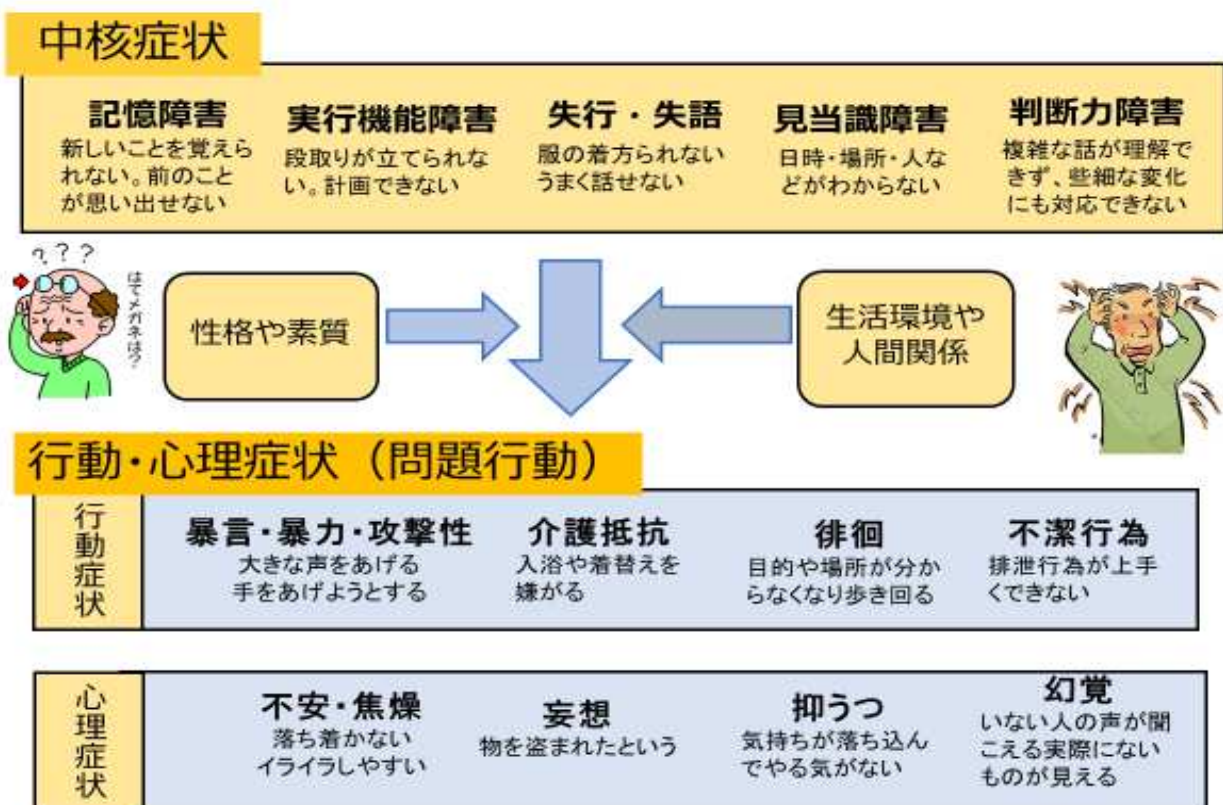 中核症状
記憶障害
新しいことを覚えら
れない。前のこと
が思い出せない
実行機能障害
段取りが立てられな
い。計画できない
失行・失語
服の着方られない
うまく話せない
見当識障害
日時・場所・人な
どがわからない
判断力障害
複雑な話が理解で
きず、些細な変化
にも対応できない
???
はてメガネは?
性格や素質
生活環境や
人間関係
行動・心理症状（問題行動）
行動症状
暴言・暴力・攻撃性
大きな声をあげる
手をあげようとする
介護抵抗
入浴や着替えを
嫌がる
徘徊
目的や場所が分か
らなくなり歩き回る
不潔行為
排泄行為が上手
くできない
心理症状
不安・焦燥
落ち着かない
イライラしやすい
妄想
物を盗まれたという
抑うつ
気持ちが落ち込ん
でやる気がない
幻覚
いない人の声が聞
こえる実際にない
ものが見える